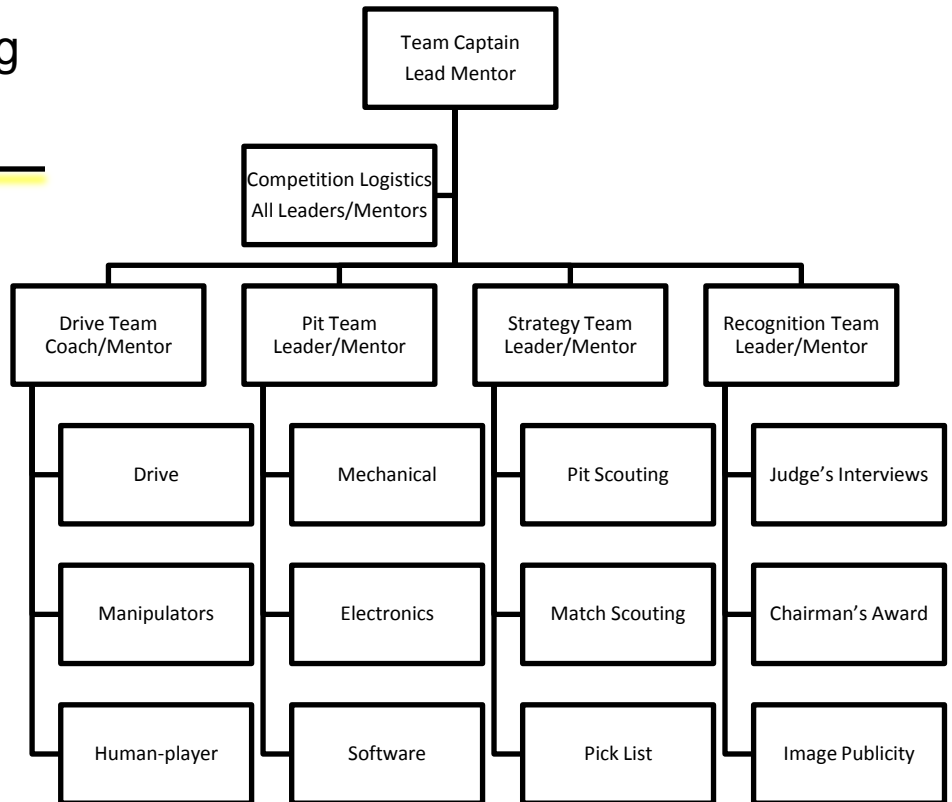 g
Team Captain
Lead Mentor
Competition Logistics
All Leaders/Mentors
Drive Team
Coach/Mentor
Pit Team
Leader/Mentor
Strategy Team
Leader/Mentor
Recognition Team
Leader/Mentor
Drive
Mechanical
Pit Scouting
Judge’s Interviews
Manipulators
Electronics
Match Scouting
Chairman’s Award
Human-player
Software
Pick List
Image Publicity